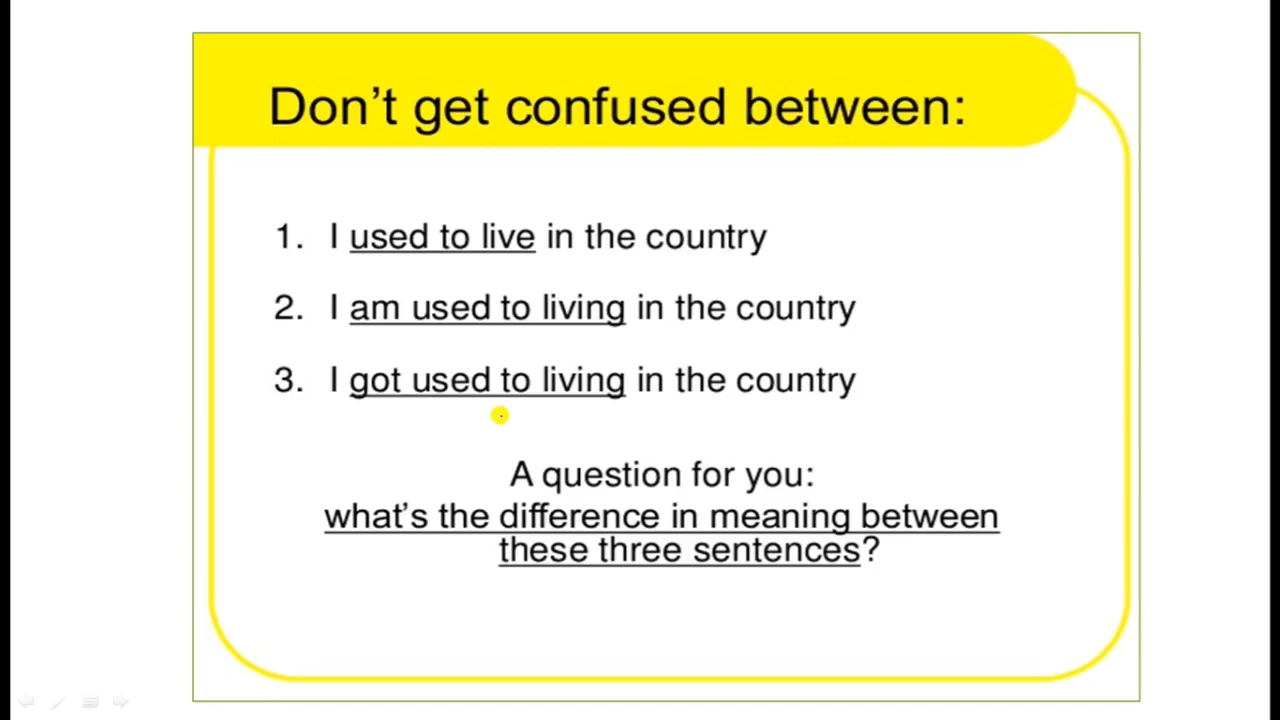 Don't get confused between:
1. I used to live in the country
2. I am used to living in the country
3. I got used to living in the country
A question for you:
what's the difference in meaning between
these three sentences?